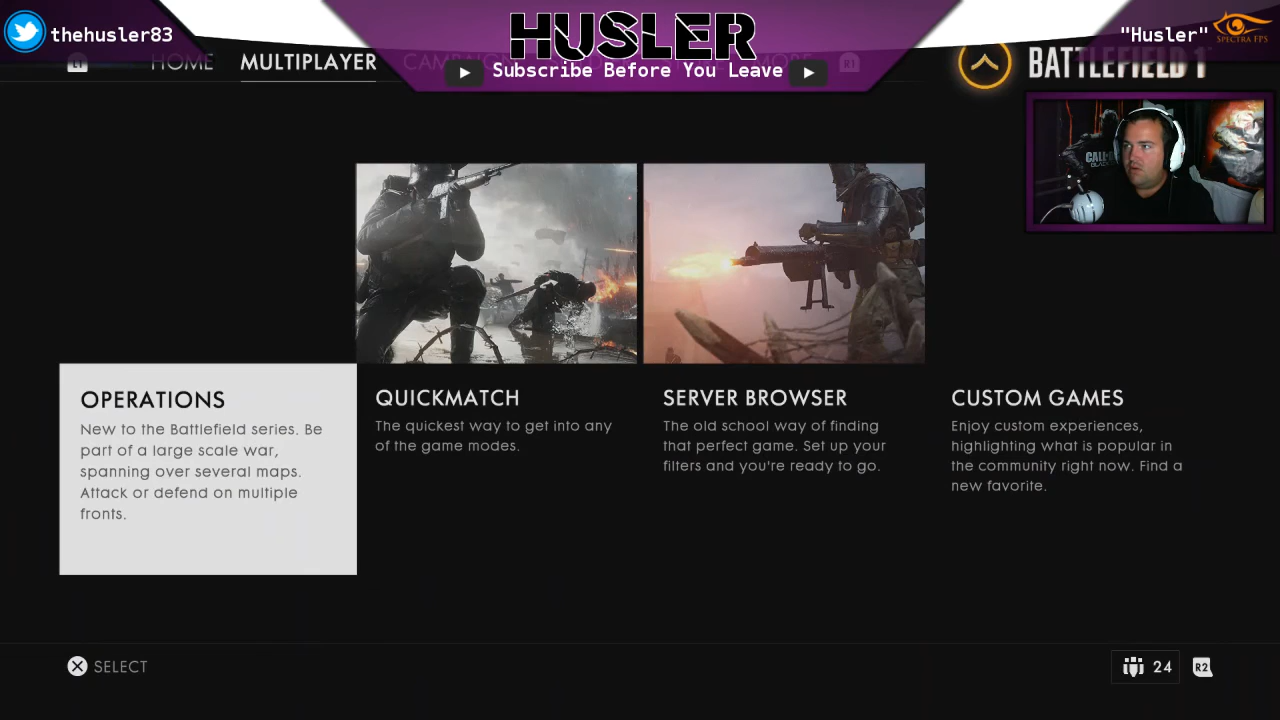 thehusler83
HUSLER
"Husler"
SPECTRA FPS
L1
HOME
MULTIPLAYER
Subscribe Before You Leave
R1
BATTLEFIELD 1
CALL OF
OPERATIONS
New to the Battlefield series. Be
part of a large scale war,
spanning over several maps.
Attack or defend on multiple
fronts.
QUICKMATCH
The quickest way to get into any
of the game modes.
SERVER BROWSER
The old school way of finding
that perfect game. Set up your
filters and you're ready to go.
CUSTOM GAMES
Enjoy custom experiences,
highlighting what is popular in
the community right now. Find a
new favorite.
SELECT
24
R2